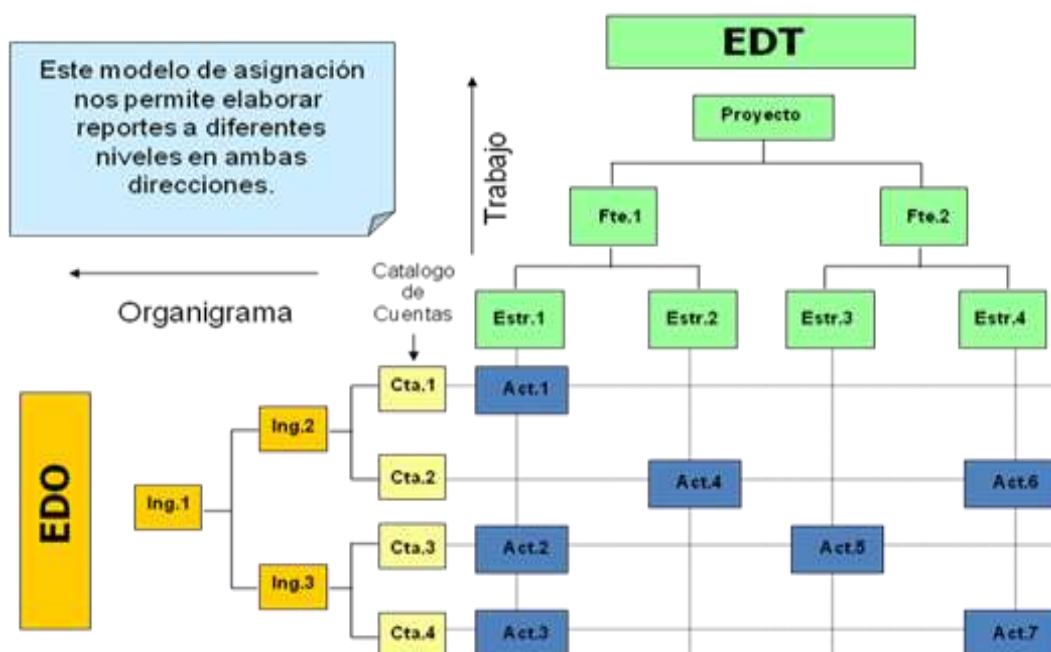 EDT
Este modelo de asignación
nos permite elaborar
reportes a diferentes
niveles en ambas
direcciones.
Trabajo
Proyecto
Fte.1
Fte.2
Organigrama
Catalogo
de
Cuentas
Estr.1
Estr.2
Estr.3
Estr.4
EDO
Ing.1
Ing.2
Ing.3
Cta.1
Act.1
Cta.2
Act.4
Act.6
Cta.3
Act.2
Act.5
Cta.4
Act.3
Act.7